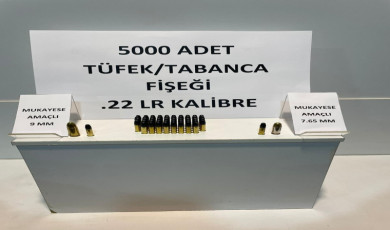 5000 ADET
TÜFEK/TABANCA
FİŞEĞİ
.22 LR KALİBRE
MUKAYESE
AMAÇLI
9 MM
MUKAYESE
AMAÇLI
7.65 MM